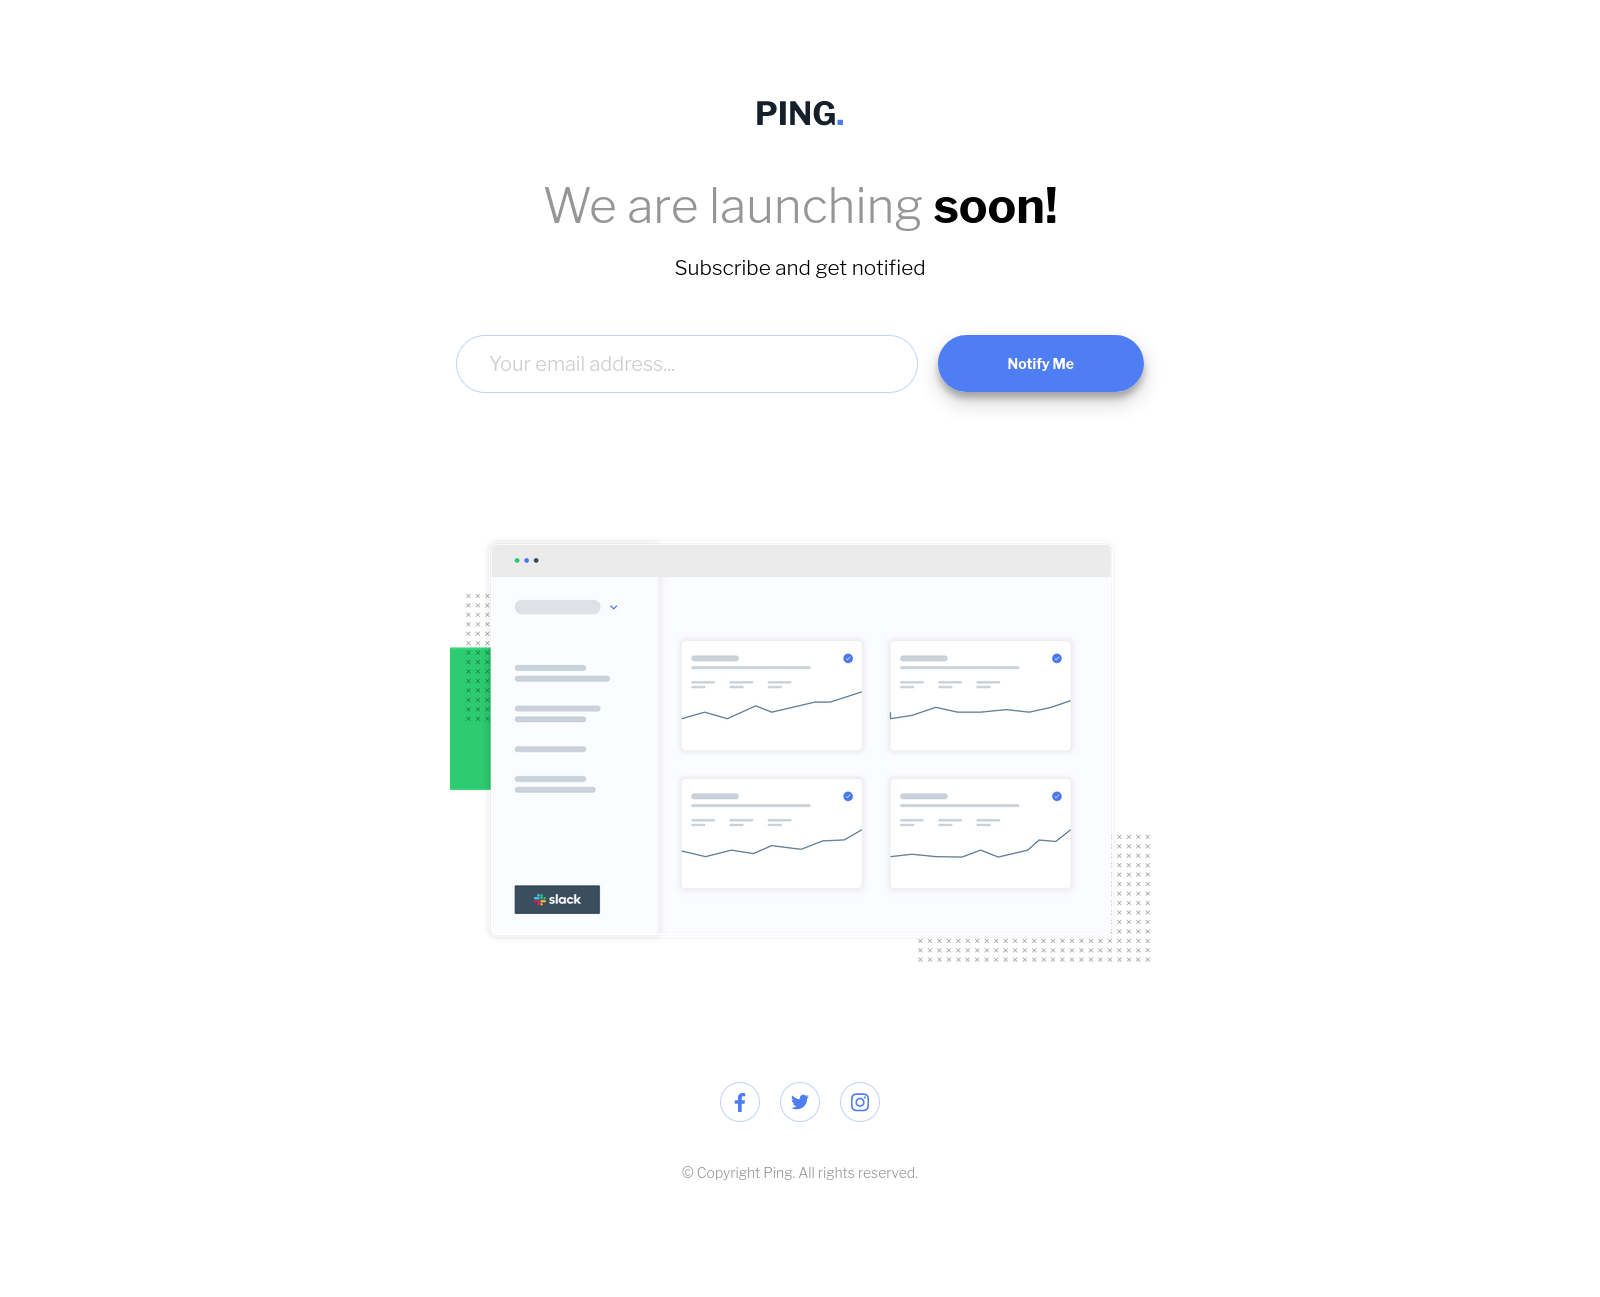 PING.
We are launching soon!
Subscribe and get notified
Your email address...
Notify Me
slack
© Copyright Ping. All rights reserved.